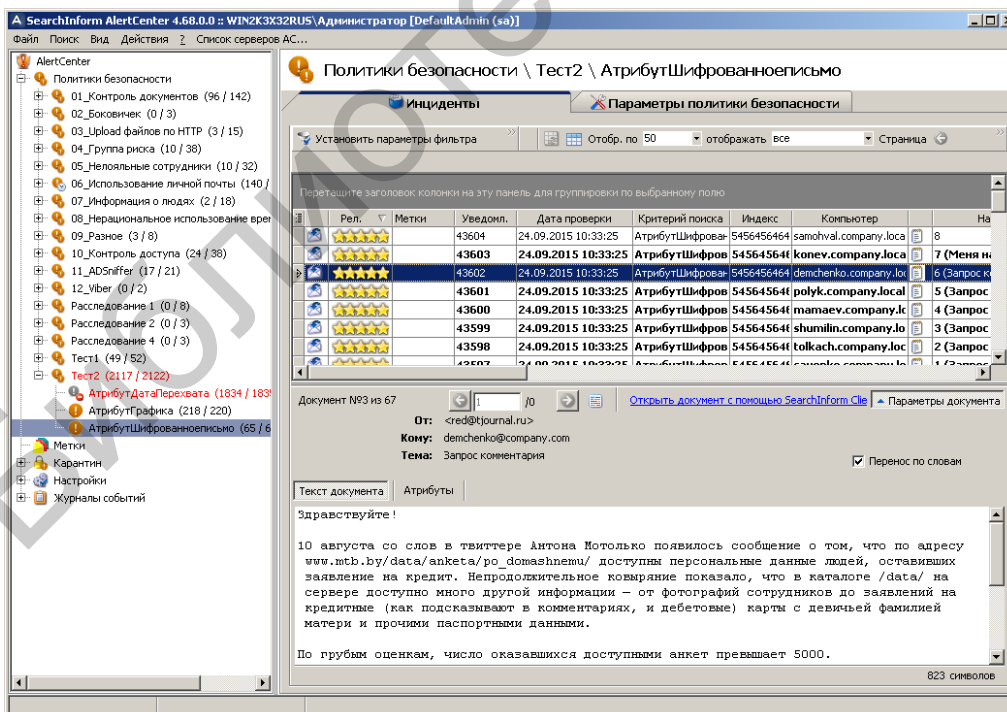 SearchInform AlertCenter 4.68.0.0 :: WIN2K3X32RUS\Администратор [DefaultAdmin (sa)]
Файл Поиск Вид Действия ? Список серверов АС...
AlertCenter
Политики безопасности
01_Контроль документов (96 / 142)
02_Боковичек (0 / 3)
03_Upload файлов по HTTP (3 / 15)
04_Группа риска (10 / 38)
05_Нелояльные сотрудники (10 / 32)
06_Использование личной почты (140 /
07_Информация о людях (2 / 18)
08_Нерациональное использование врем
09_Разное (3 / 8)
10_Контроль доступа (24 / 38)
11_ADSniffer (17 / 21)
12_Viber (0 / 2)
Расследование 1 (0 / 8)
Расследование 2 (0 / 3)
Расследование 4 (0 / 3)
Тест1 (49 / 52)
Тест2 (2117 / 2122)
АтрибутДатаПерехвата (1834 / 183
АтрибутГрафика (218 / 220)
АтрибутШифрованноеписьмо (65 / 6
Метки
Карантин
Настройки
Журналы событий
Политики безопасности \ Тест2 \ АтрибутШифрованноеписьмо
Инциденты Параметры политики безопасности
Установить параметры фильтра Отобр. по 50 отображать все Страница
Перетащите заголовок колонки на эту панель для группировки по выбранному полю
Рел. Метки Уведомл. Дата проверки Критерий поиска Индекс Компьютер На
43604 24.09.2015 10:33:25 АтрибутШифрован 5456456464 samohval.company.loca 8
43603 24.09.2015 10:33:25 АтрибутШифров 545645646 konev.company.loca 7 (Меня на
43602 24.09.2015 10:33:25 АтрибутШифрован 5456456464 demchenko.company.loc 6 (Запрос ко
43601 24.09.2015 10:33:25 АтрибутШифров 545645646 polyk.company.local 5 (Запрос
43600 24.09.2015 10:33:25 АтрибутШифров 545645646 mamaev.company.loc 4 (Запрос
43599 24.09.2015 10:33:25 АтрибутШифров 545645646 shumilin.company.lo 3 (Запрос
43598 24.09.2015 10:33:25 АтрибутШифров 545645646 tolkach.company.loc 2 (Запрос
Документ №3 из 67 1 /0 Открыть документ с помощью SearchInform Clie Параметры документа
От: <red@tjournal.ru>
Кому: demchenko@company.com
Тема: Запрос комментария
Перенос по словам
Текст документа Атрибуты
Здравствуйте!
10 августа со слов в твиттере Антона Мотолько появилось сообщение о том, что по адресу
www.mtb.by/data/anketa/po_domashnemu/ доступны персональные данные людей, оставивших
заявление на кредит. Непродолжительное ковыряние показало, что в каталоге /data/ на
сервере доступно много другой информации – от фотографий сотрудников до заявлений на
кредитные (как подсказывают в комментариях, и дебетовые) карты с девичьей фамилией
матери и прочими паспортными данными.
По грубым оценкам, число оказавшихся доступными анкет превышает 5000.
823 символов